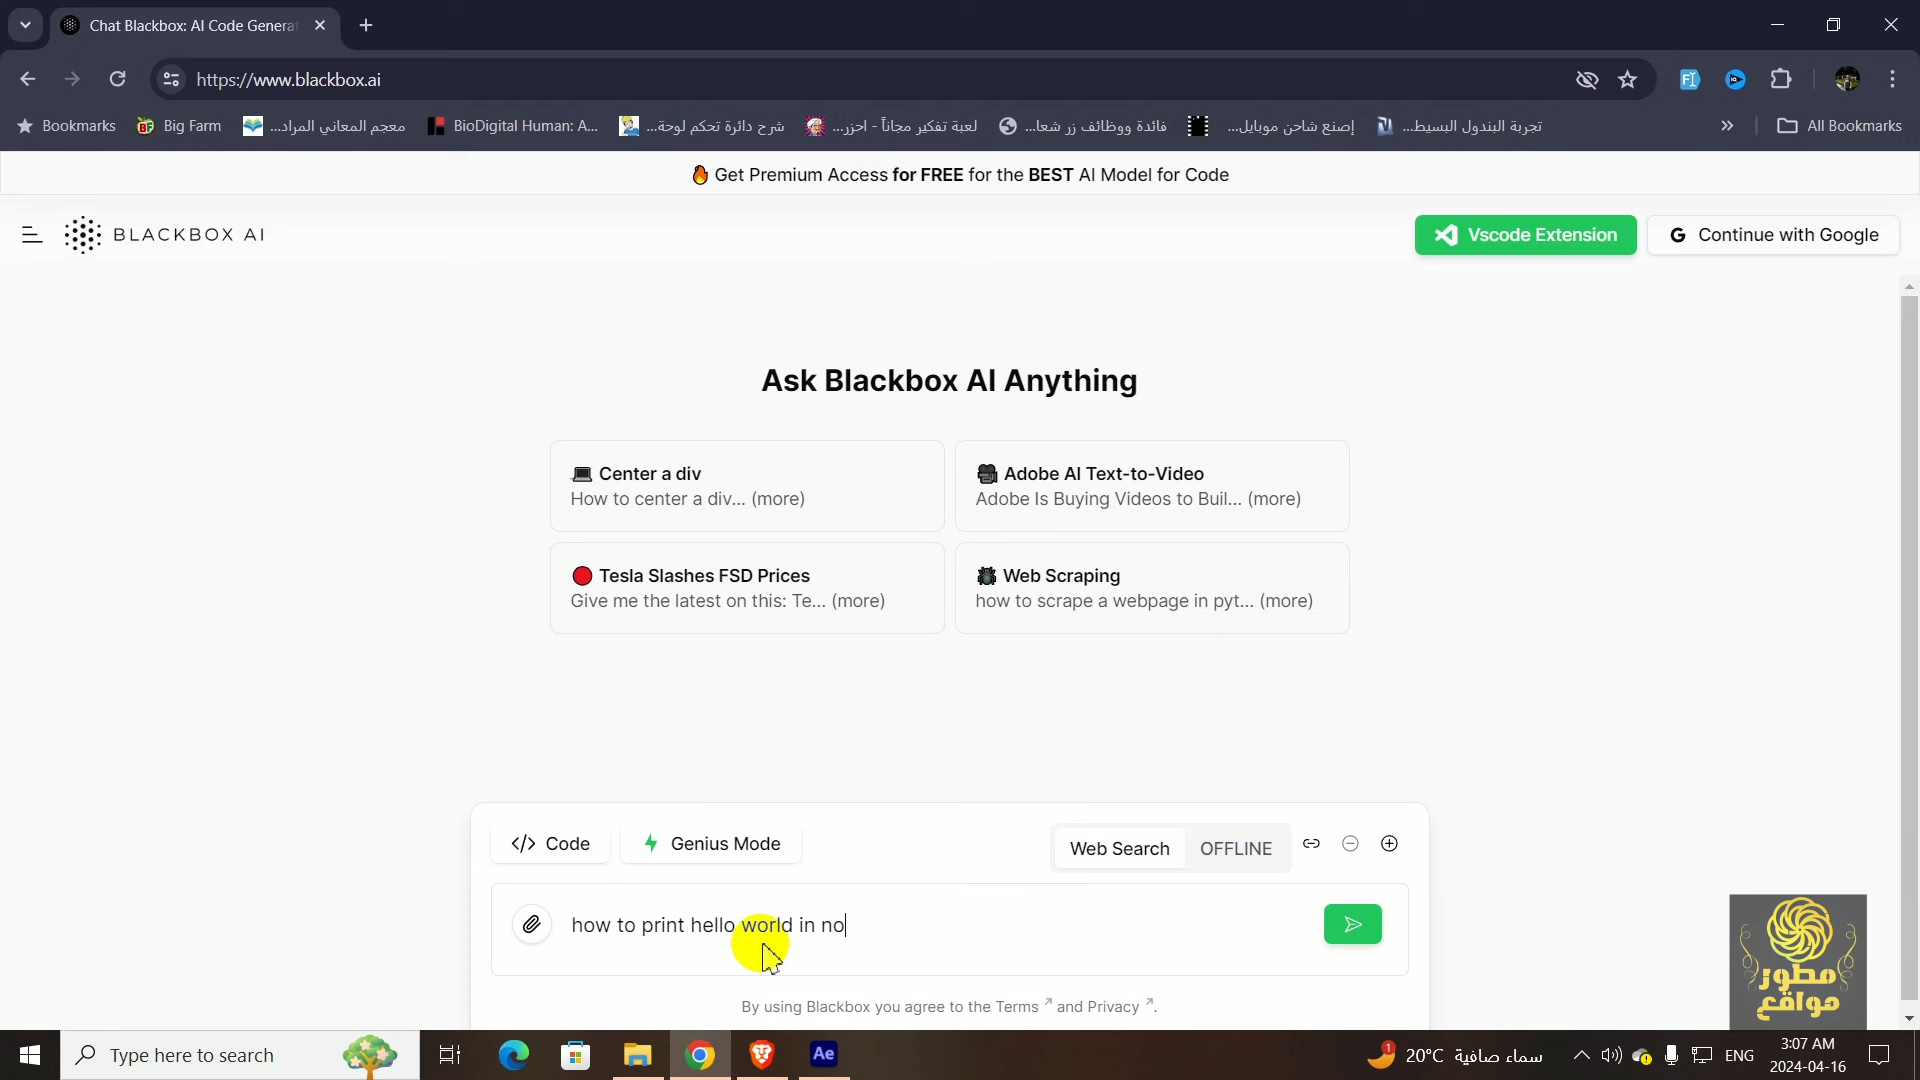 Chat Blackbox: AI Code Generat
https://www.blackbox.ai
Bookmarks
Big Farm
معجم المعاني المراد...
BioDigital Human: A...
شرح دائرة تحكم لوحة...
لعبة تفكير مجاناً - احزر...
فائدة ووظائف زر شعا...
إصنع شاحن موبايل...
تجربة البندول البسيط...
All Bookmarks
Get Premium Access for FREE for the BEST AI Model for Code
BLACKBOX AI
Vscode Extension
Continue with Google
Ask Blackbox AI Anything
Center a div
How to center a div... (more)
Adobe AI Text-to-Video
Adobe Is Buying Videos to Buil... (more)
Tesla Slashes FSD Prices
Give me the latest on this: Te... (more)
Web Scraping
how to scrape a webpage in pyt... (more)
</> Code
Genius Mode
Web Search
OFFLINE
how to print hello world in no
By using Blackbox you agree to the Terms and Privacy .
مطور
مواقع
Type here to search
Ae
1
20°C سماء صافية
ENG
3:07 AM
2024-04-16